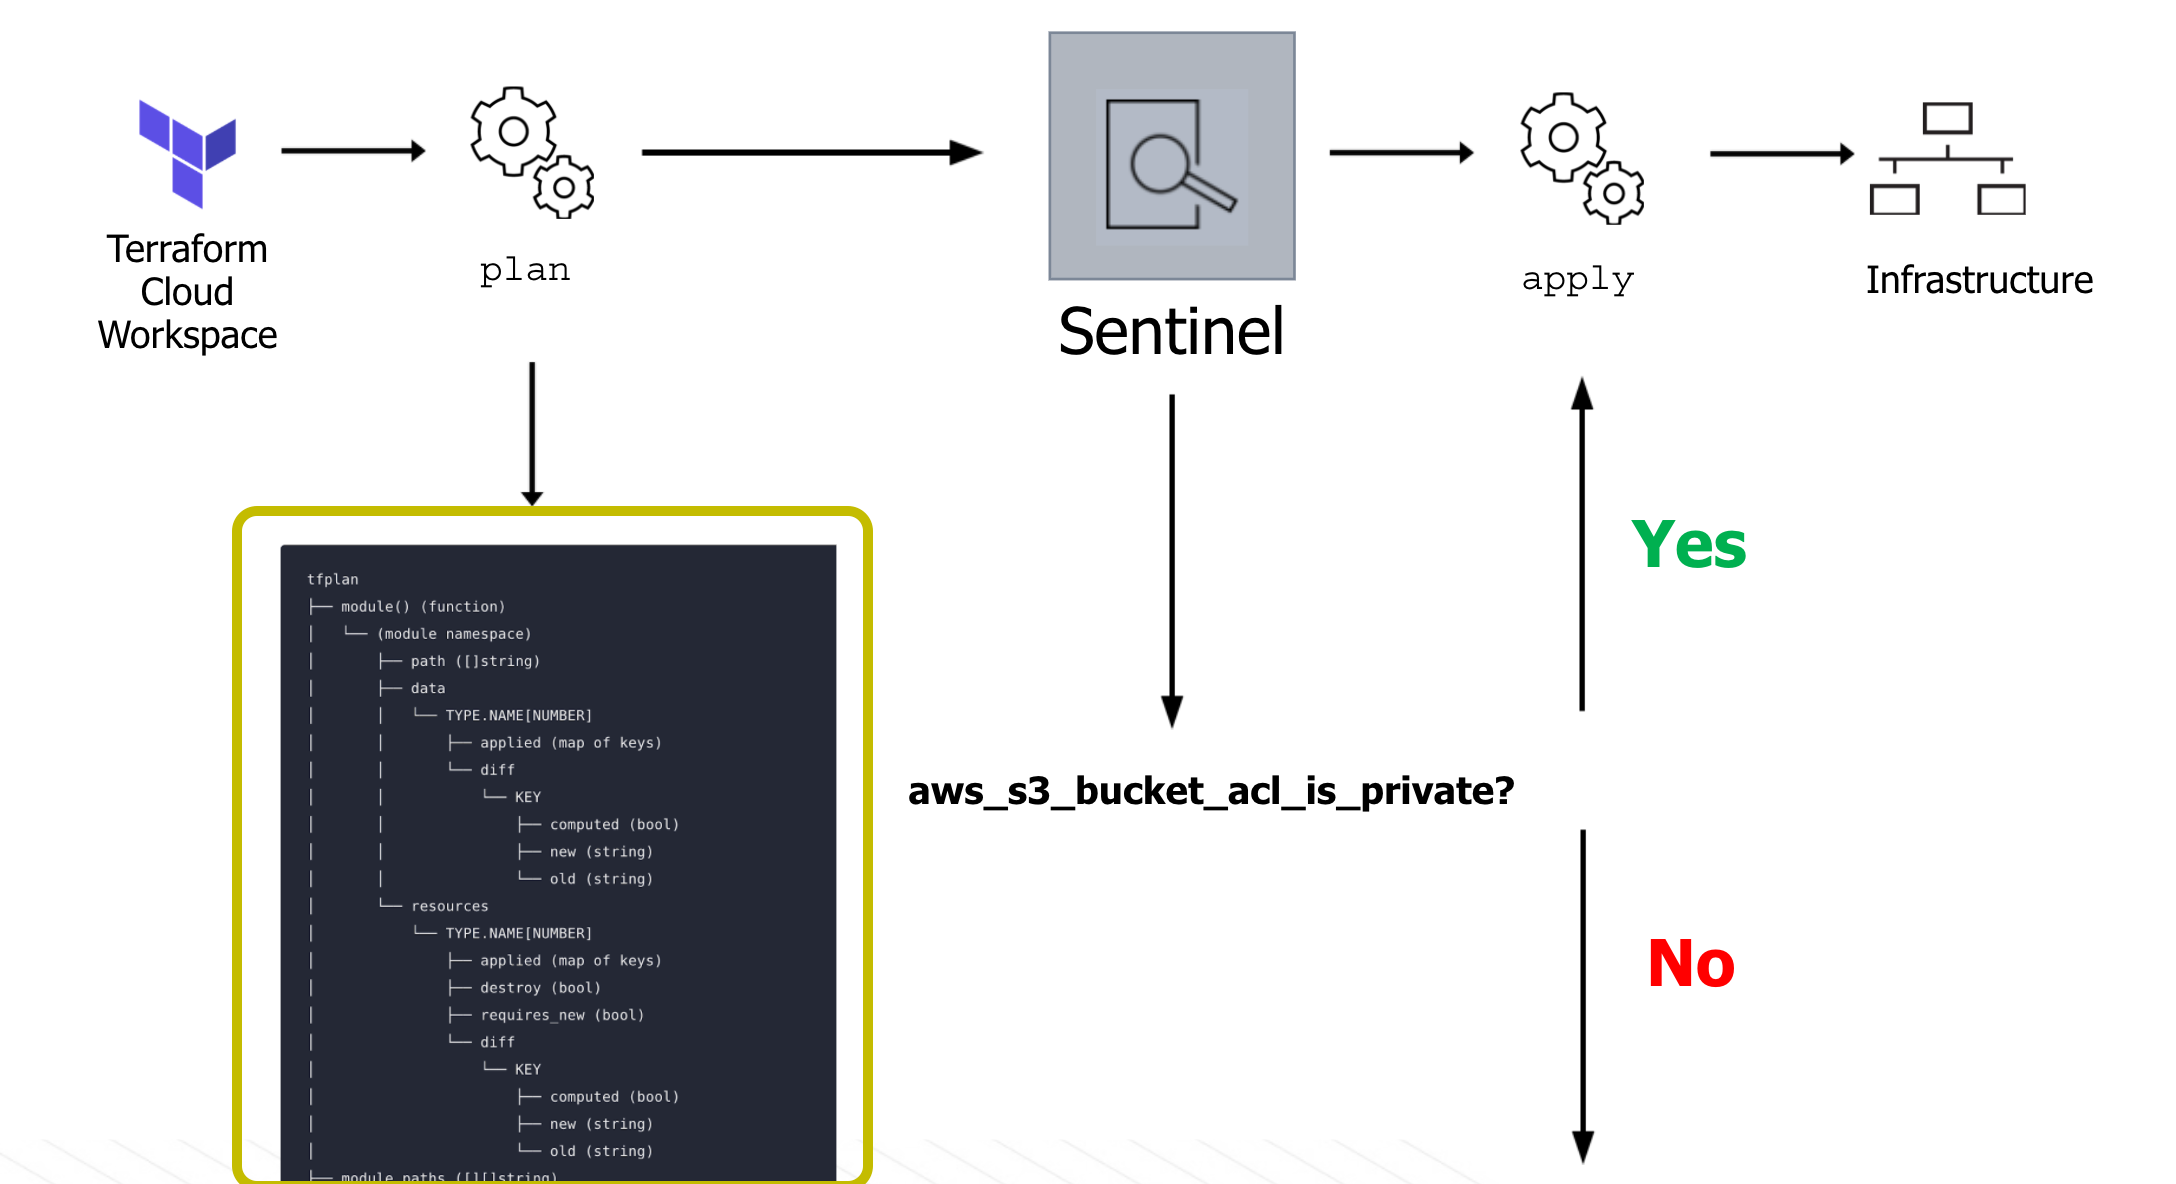 Terraform
Cloud
Workspace
plan
Sentinel
apply
Infrastructure
tfplan
├── module() (function)
│   └── (module namespace)
│       ├── path ([]string)
│       ├── data
│       │   └── TYPE.NAME[NUMBER]
│       │       ├── applied (map of keys)
│       │       └── diff
│       │           └── KEY
│       │               ├── computed (bool)
│       │               ├── new (string)
│       │               └── old (string)
│       └── resources
│           └── TYPE.NAME[NUMBER]
│               ├── applied (map of keys)
│               ├── destroy (bool)
│               ├── requires_new (bool)
│               └── diff
│                   └── KEY
│                       ├── computed (bool)
│                       ├── new (string)
│                       └── old (string)
├── module_paths ([][]string)
aws_s3_bucket_acl_is_private?
Yes
No